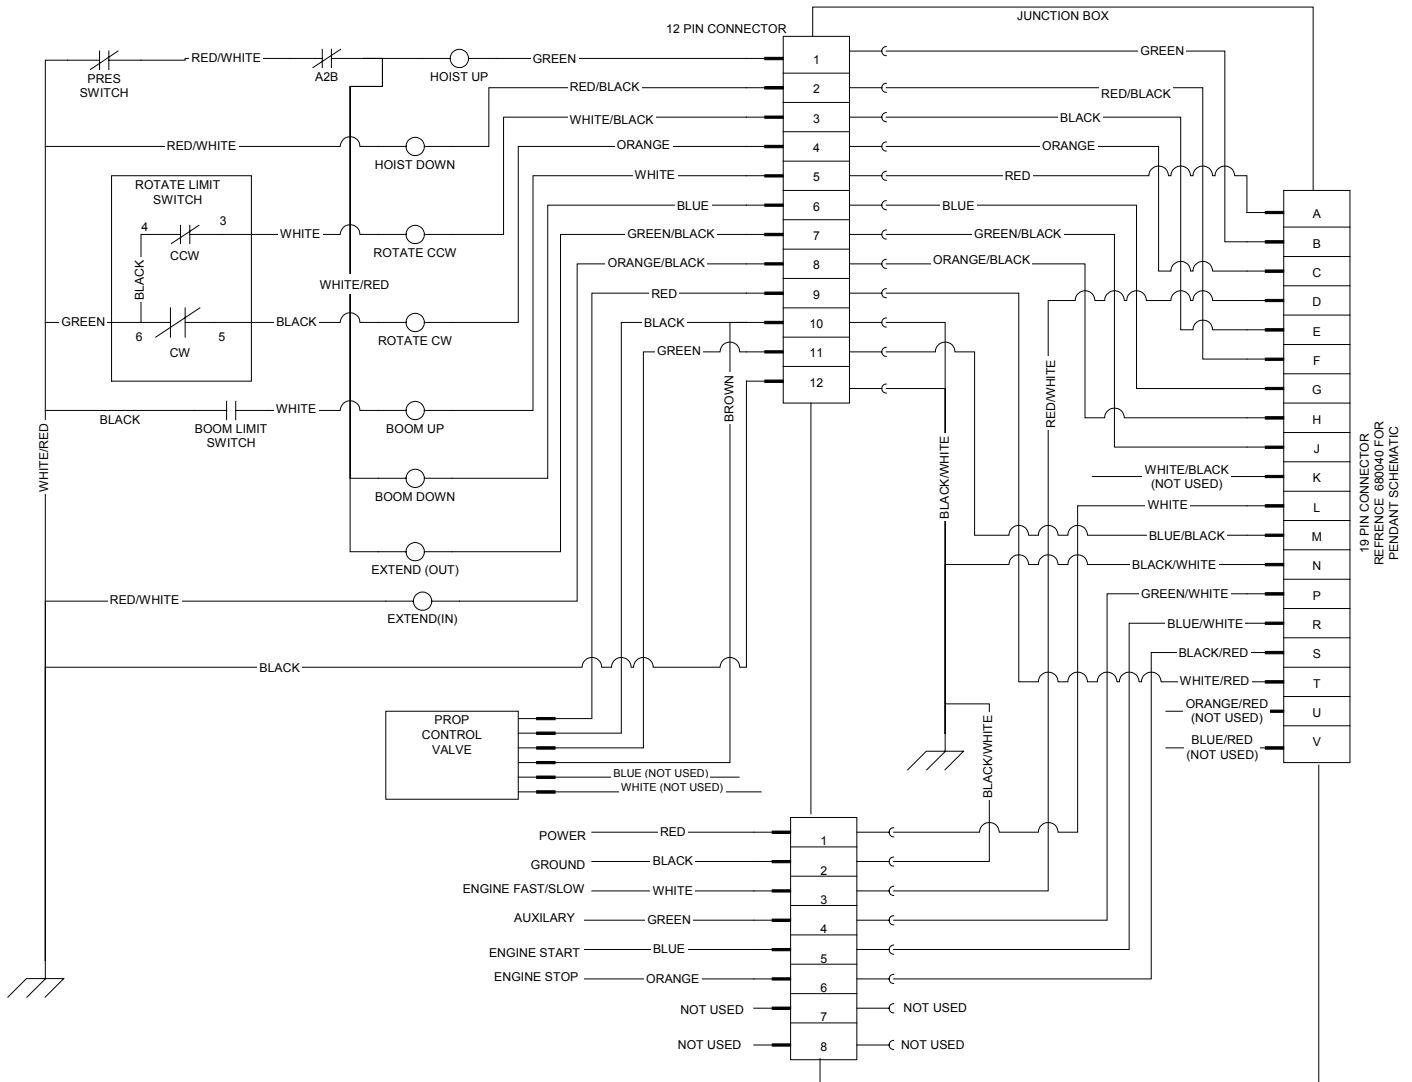 JUNCTION BOX
12 PIN CONNECTOR
RED/WHITE
PRES
SWITCH
A2B
HOIST UP
GREEN
1
GREEN
RED/BLACK
2
RED/BLACK
WHITE/BLACK
3
BLACK
RED/WHITE
HOIST DOWN
ORANGE
4
ORANGE
WHITE
5
RED
ROTATE LIMIT
SWITCH
4
3
CCW
BLACK
WHITE
ROTATE CCW
BLUE
6
BLUE
GREEN/BLACK
7
GREEN/BLACK
ORANGE/BLACK
8
ORANGE/BLACK
WHITE/RED
RED
9
GREEN
6
5
CW
BLACK
ROTATE CW
BLACK
10
GREEN
11
12
BROWN
BLACK
BOOM LIMIT
SWITCH
WHITE
BOOM UP
WHITE/RED
BOOM DOWN
EXTEND (OUT)
RED/WHITE
EXTEND(IN)
BLACK
RED/WHITE
BLACK/WHITE
BLACK/WHITE
A
B
C
D
E
F
G
H
J
WHITE/BLACK
(NOT USED)
K
WHITE
L
BLUE/BLACK
M
BLACK/WHITE
N
GREEN/WHITE
P
BLUE/WHITE
R
BLACK/RED
S
WHITE/RED
T
ORANGE/RED
(NOT USED)
U
BLUE/RED
(NOT USED)
V
19 PIN CONNECTOR
REFRENCE 680040 FOR
PENDANT SCHEMATIC
PROP
CONTROL
VALVE
BLUE (NOT USED)
WHITE (NOT USED)
POWER
RED
1
GROUND
BLACK
2
ENGINE FAST/SLOW
WHITE
3
AUXILARY
GREEN
4
ENGINE START
BLUE
5
ENGINE STOP
ORANGE
6
NOT USED
7
NOT USED
NOT USED
8
NOT USED